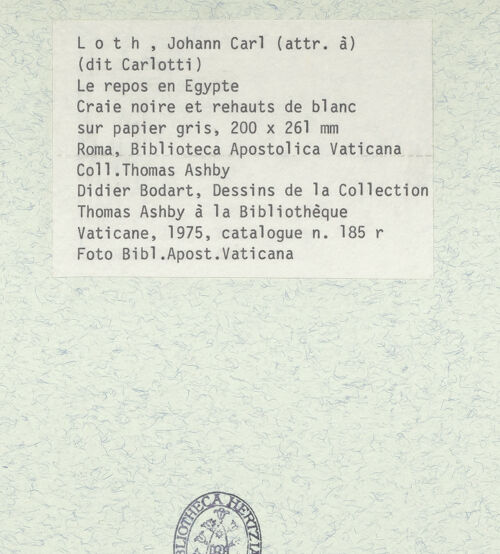 L o t h , Johann Carl (attr. à)
(dit Carlotti)
Le repos en Egypte
Craie noire et rehauts de blanc
sur papier gris, 200 x 261 mm
Roma, Biblioteca Apostolica Vaticana
Coll.Thomas Ashby
Didier Bodart, Dessins de la Collection
Thomas Ashby à la Bibliothèque
Vaticane, 1975, catalogue n. 185 r
Foto Bibl.Apost.Vaticana
BLIOTHECA HERTZIA